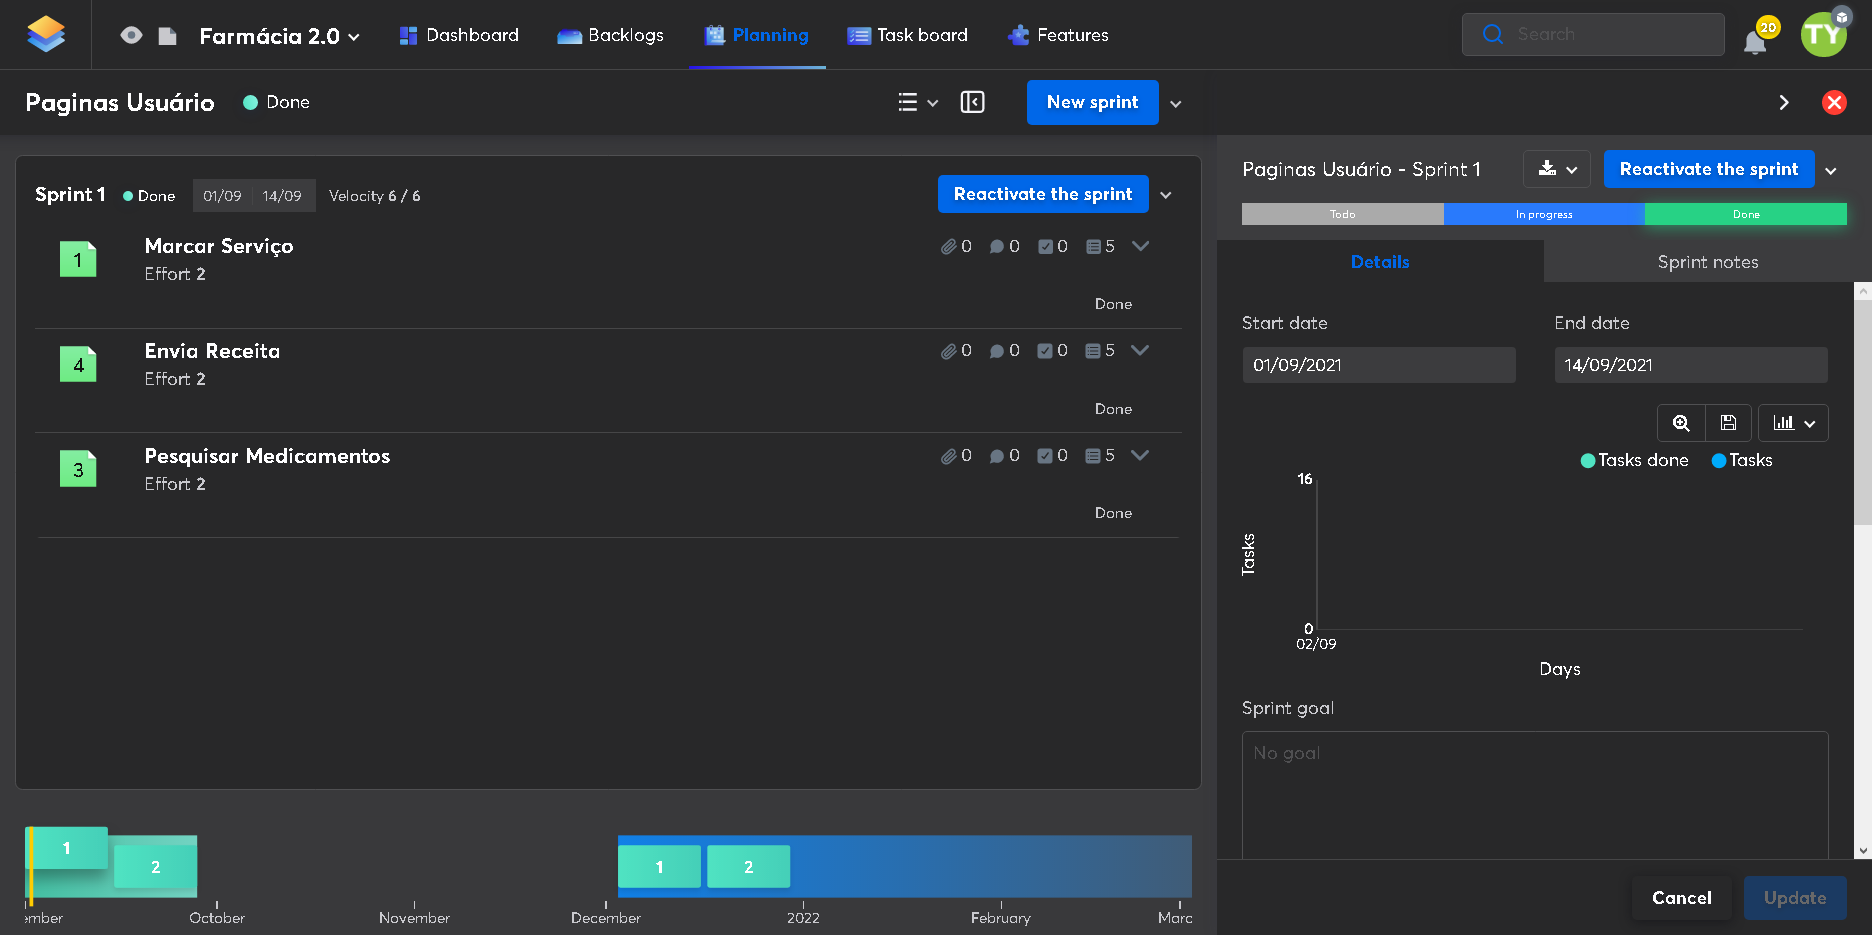 Farmácia 2.0
Dashboard
Backlogs
Planning
Task board
Features
Search
20
TY
Paginas Usuário
Done
New sprint
Sprint 1
Done
01/09
14/09
Velocity 6 / 6
Reactivate the sprint
1
Marcar Serviço
0 0 0 5
Effort 2
Done
4
Envia Receita
0 0 0 5
Effort 2
Done
3
Pesquisar Medicamentos
0 0 0 5
Effort 2
Done
1
2
1
2
ember
October
November
December
2022
February
Marc
Paginas Usuário - Sprint 1
Reactivate the sprint
Todo
In progress
Done
Details
Sprint notes
Start date
End date
01/09/2021
14/09/2021
Tasks done
Tasks
16
Tasks
0
02/09
Days
Sprint goal
No goal
Cancel
Update